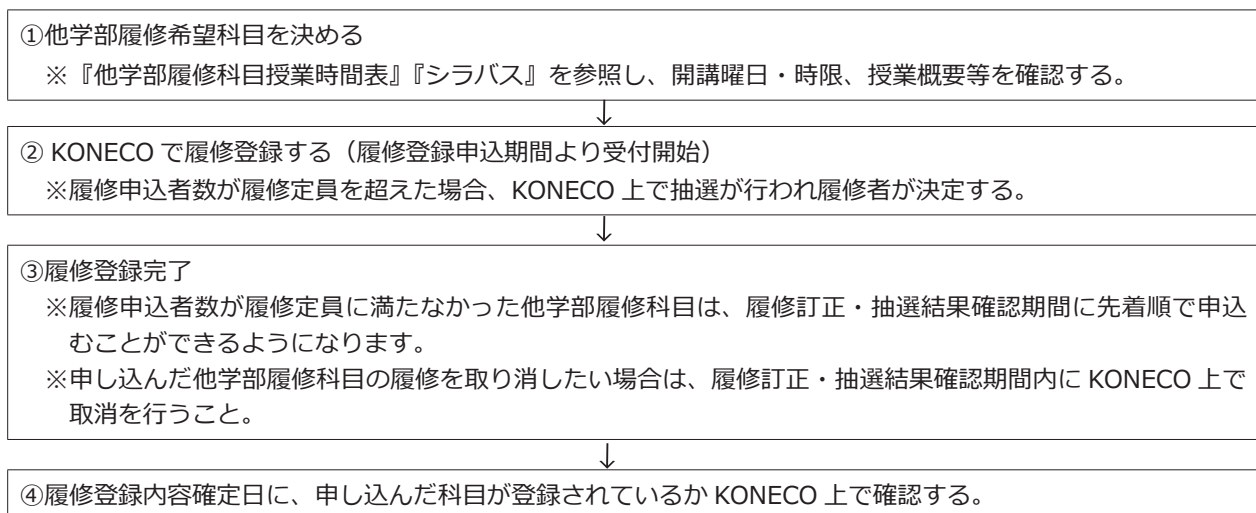 ①他学部履修希望科目を決める
※『他学部履修科目授業時間表』『シラバス』を参照し、開講曜日・時限、授業概要等を確認する。
↓
② KONECO で履修登録する（履修登録申込期間より受付開始）
※履修申込者数が履修定員を超えた場合、KONECO 上で抽選が行われ履修者が決定する。
↓
③履修登録完了
※履修申込者数が履修定員に満たなかった他学部履修科目は、履修訂正・抽選結果確認期間に先着順で申込
むことができるようになります。
※申し込んだ他学部履修科目の履修を取り消したい場合は、履修訂正・抽選結果確認期間内に KONECO 上で
取消を行うこと。
↓
④履修登録内容確定日に、申し込んだ科目が登録されているか KONECO 上で確認する。